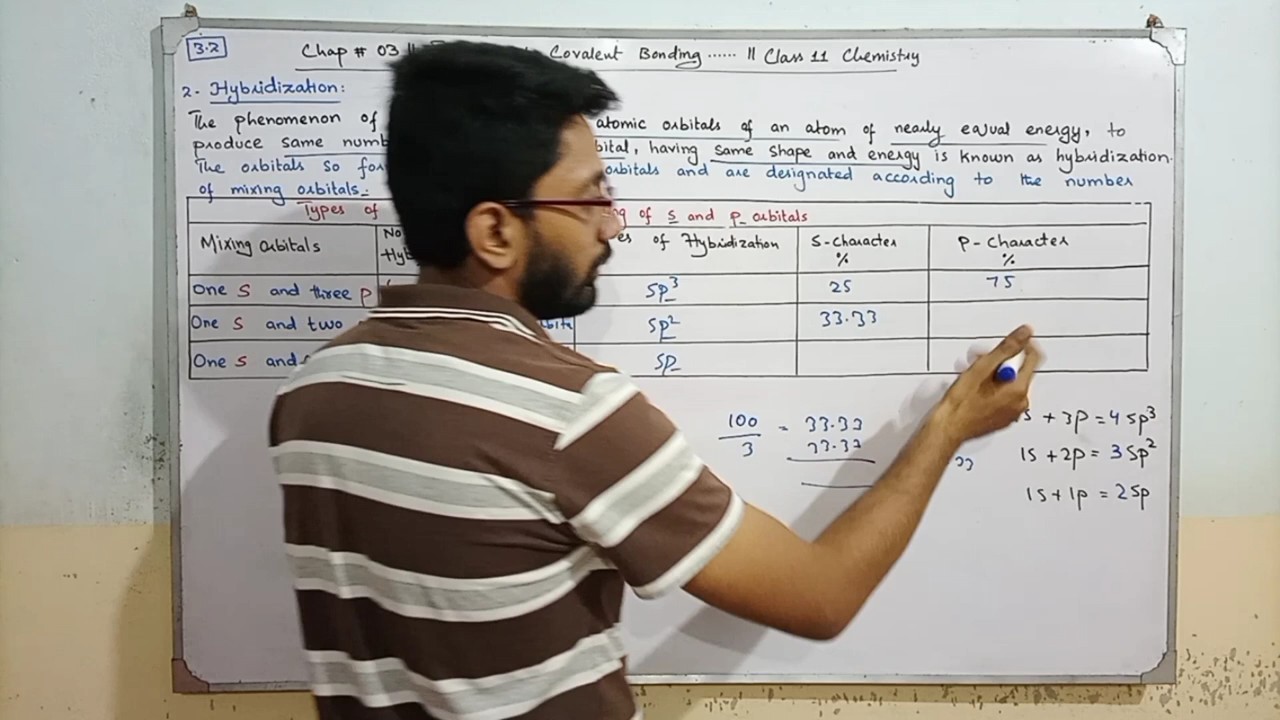 3.2
Chap # 03 || Covalent Bonding ...... || Class 11 Chemistry
2- Hybridization:
The phenomenon of atomic orbitals of an atom of nearly equal energy, to
produce same numb bital, having same shape and energy is known as hybridization.
The orbitals so for orbitals and are designated according to the number
of mixing orbitals.
Types of ng of s and p orbitals
Mixing orbitals No Hyb es of Hybridization S-character % P-Character %
One S and three p sp³ 25 75
One S and two bita sp² 33.33
One S and sp
100/3 = 33.33
33.33
1s + 3p = 4 sp³
1s + 2p = 3 sp²
1s + 1p = 2 sp